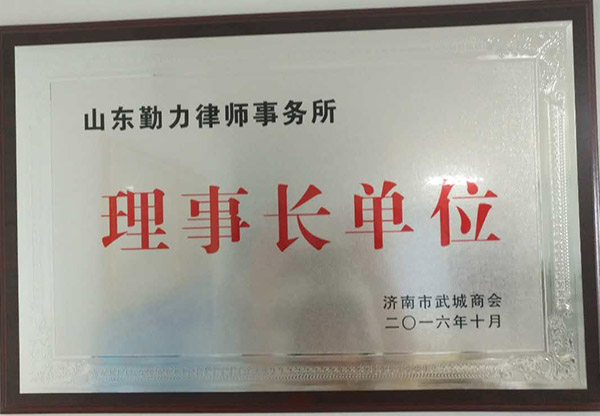 山东勤力律师事务所
理事长单位
济南市武城商会
二〇一六年十月